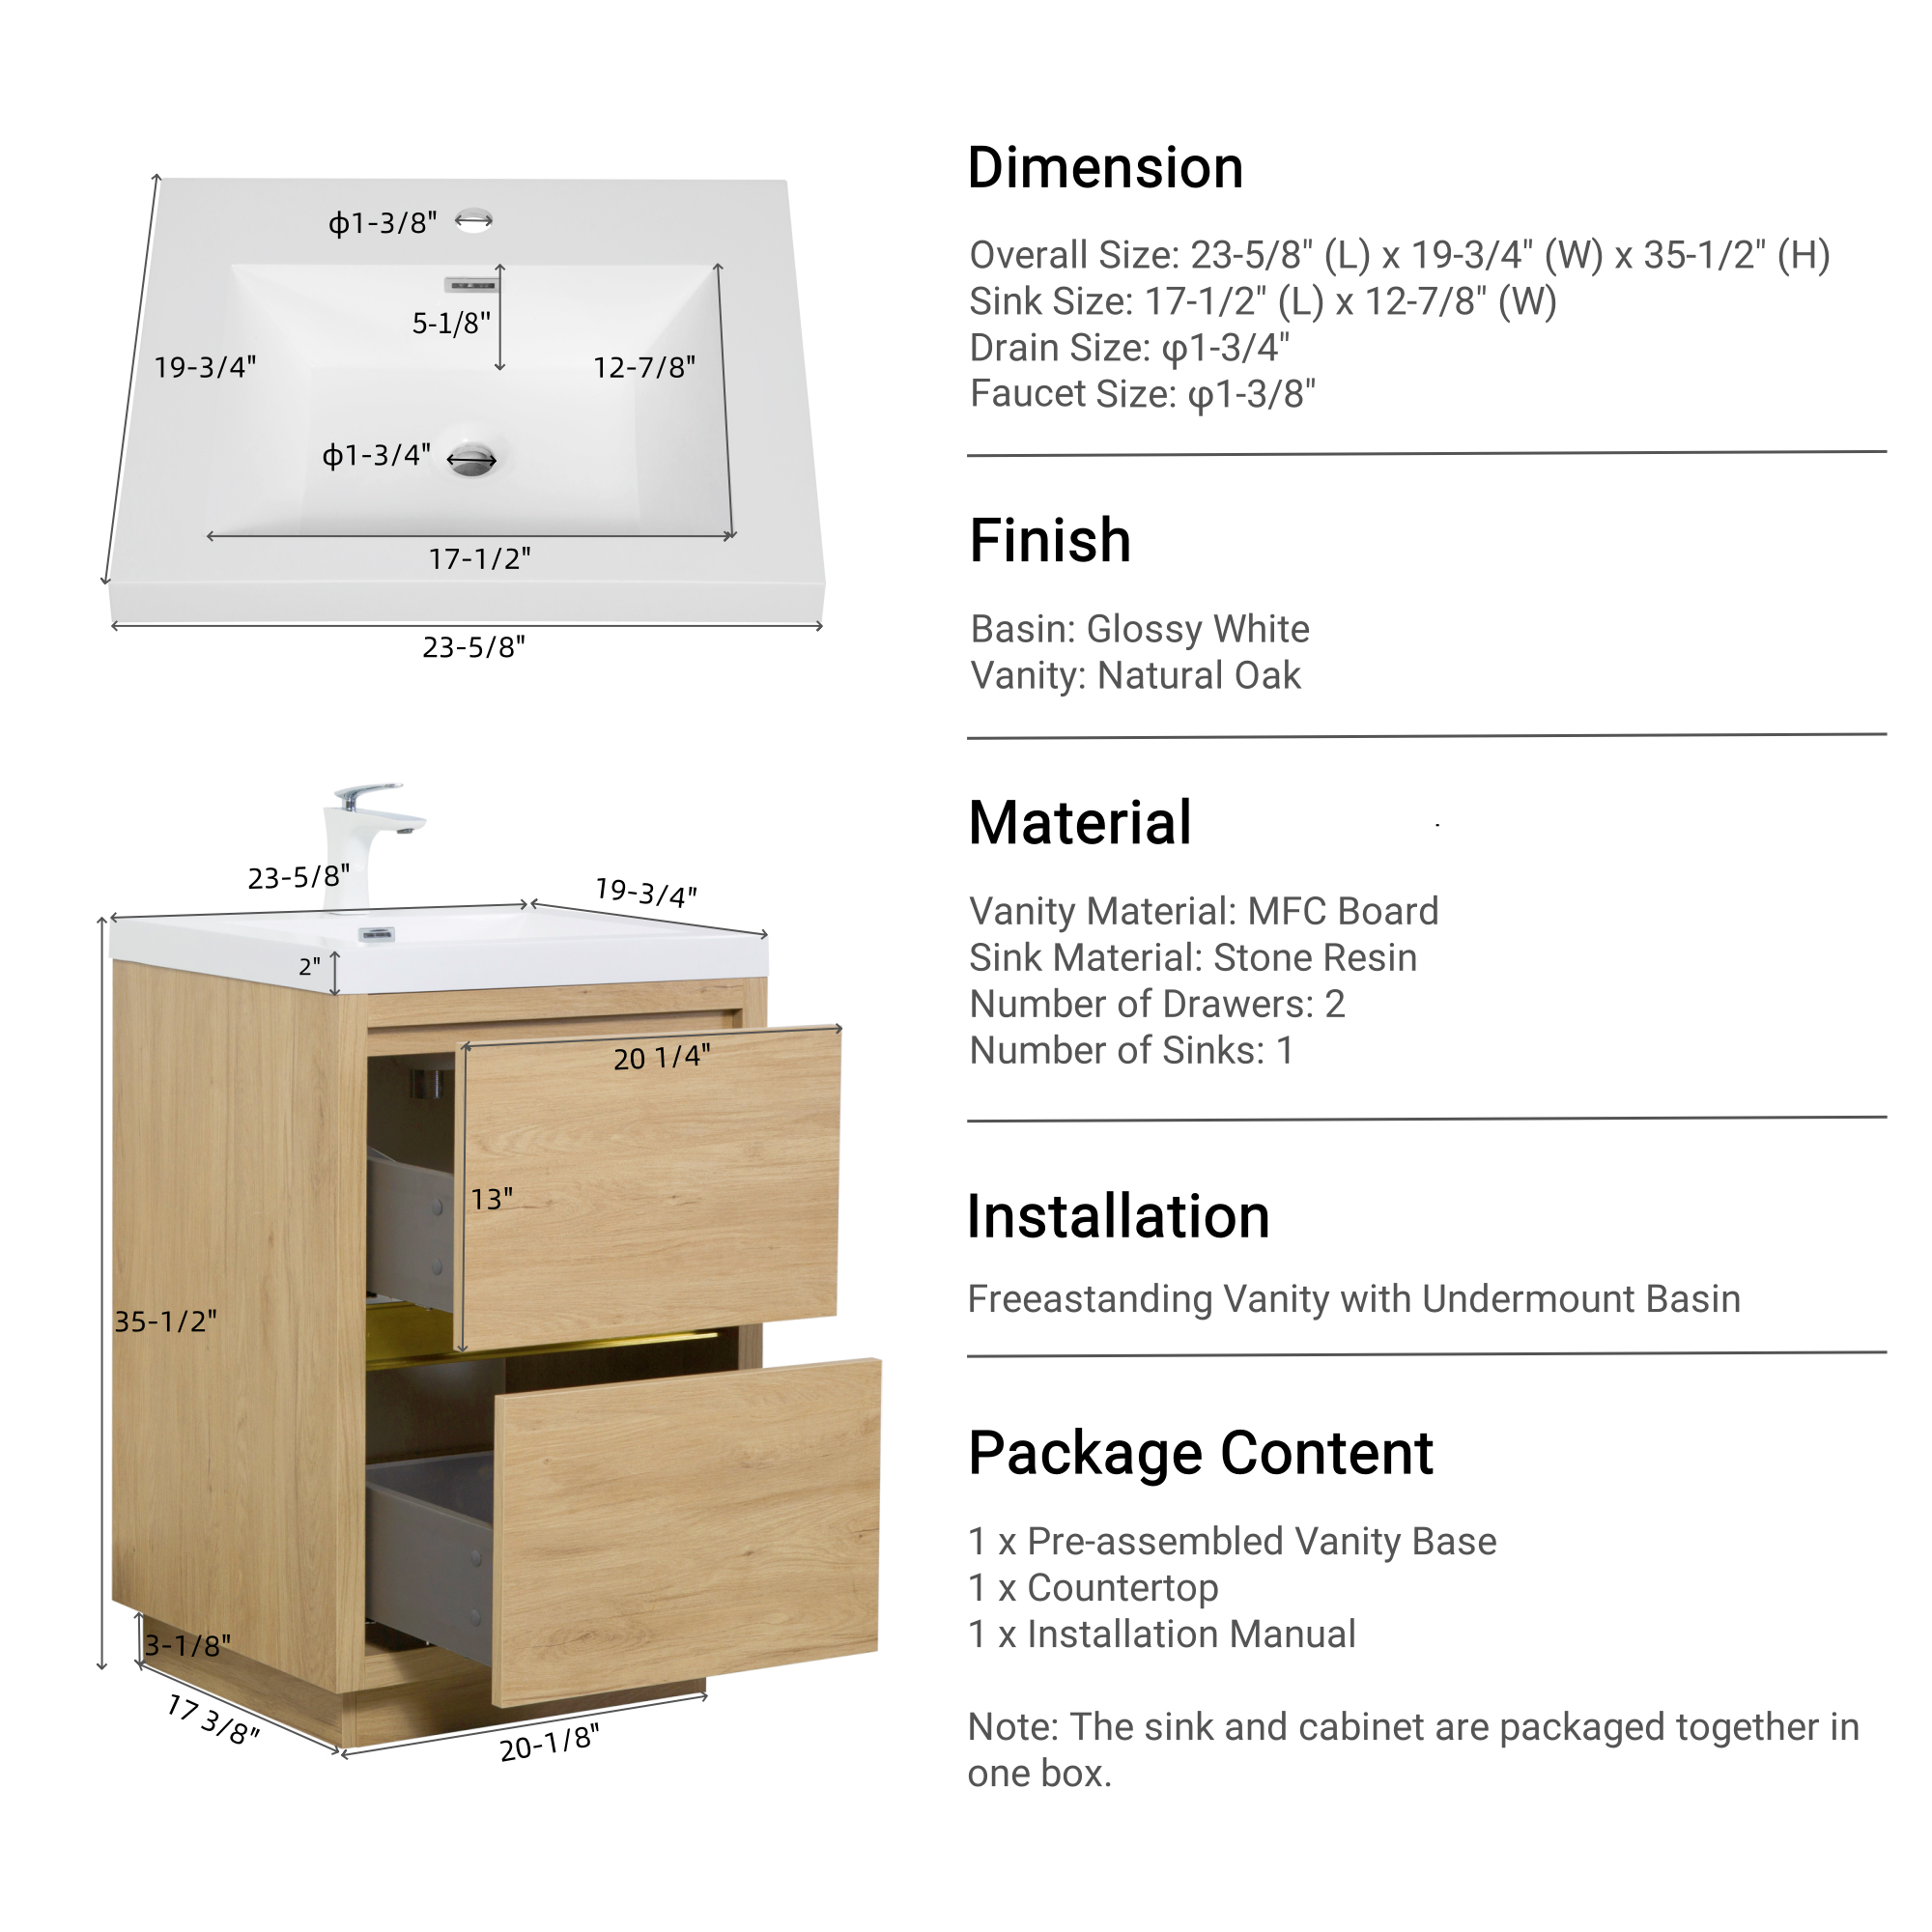 φ1-3/8"
5-1/8"
19-3/4"
12-7/8"
φ1-3/4"
17-1/2"
23-5/8"
23-5/8"
19-3/4"
2"
20 1/4"
13"
35-1/2"
3-1/8"
17 3/8"
20-1/8"
Dimension
Overall Size: 23-5/8" (L) x 19-3/4" (W) x 35-1/2" (H)
Sink Size: 17-1/2" (L) x 12-7/8" (W)
Drain Size: φ1-3/4"
Faucet Size: φ1-3/8"
Finish
Basin: Glossy White
Vanity: Natural Oak
Material
Vanity Material: MFC Board
Sink Material: Stone Resin
Number of Drawers: 2
Number of Sinks: 1
Installation
Freeastanding Vanity with Undermount Basin
Package Content
1 x Pre-assembled Vanity Base
1 x Countertop
1 x Installation Manual
Note: The sink and cabinet are packaged together in
one box.